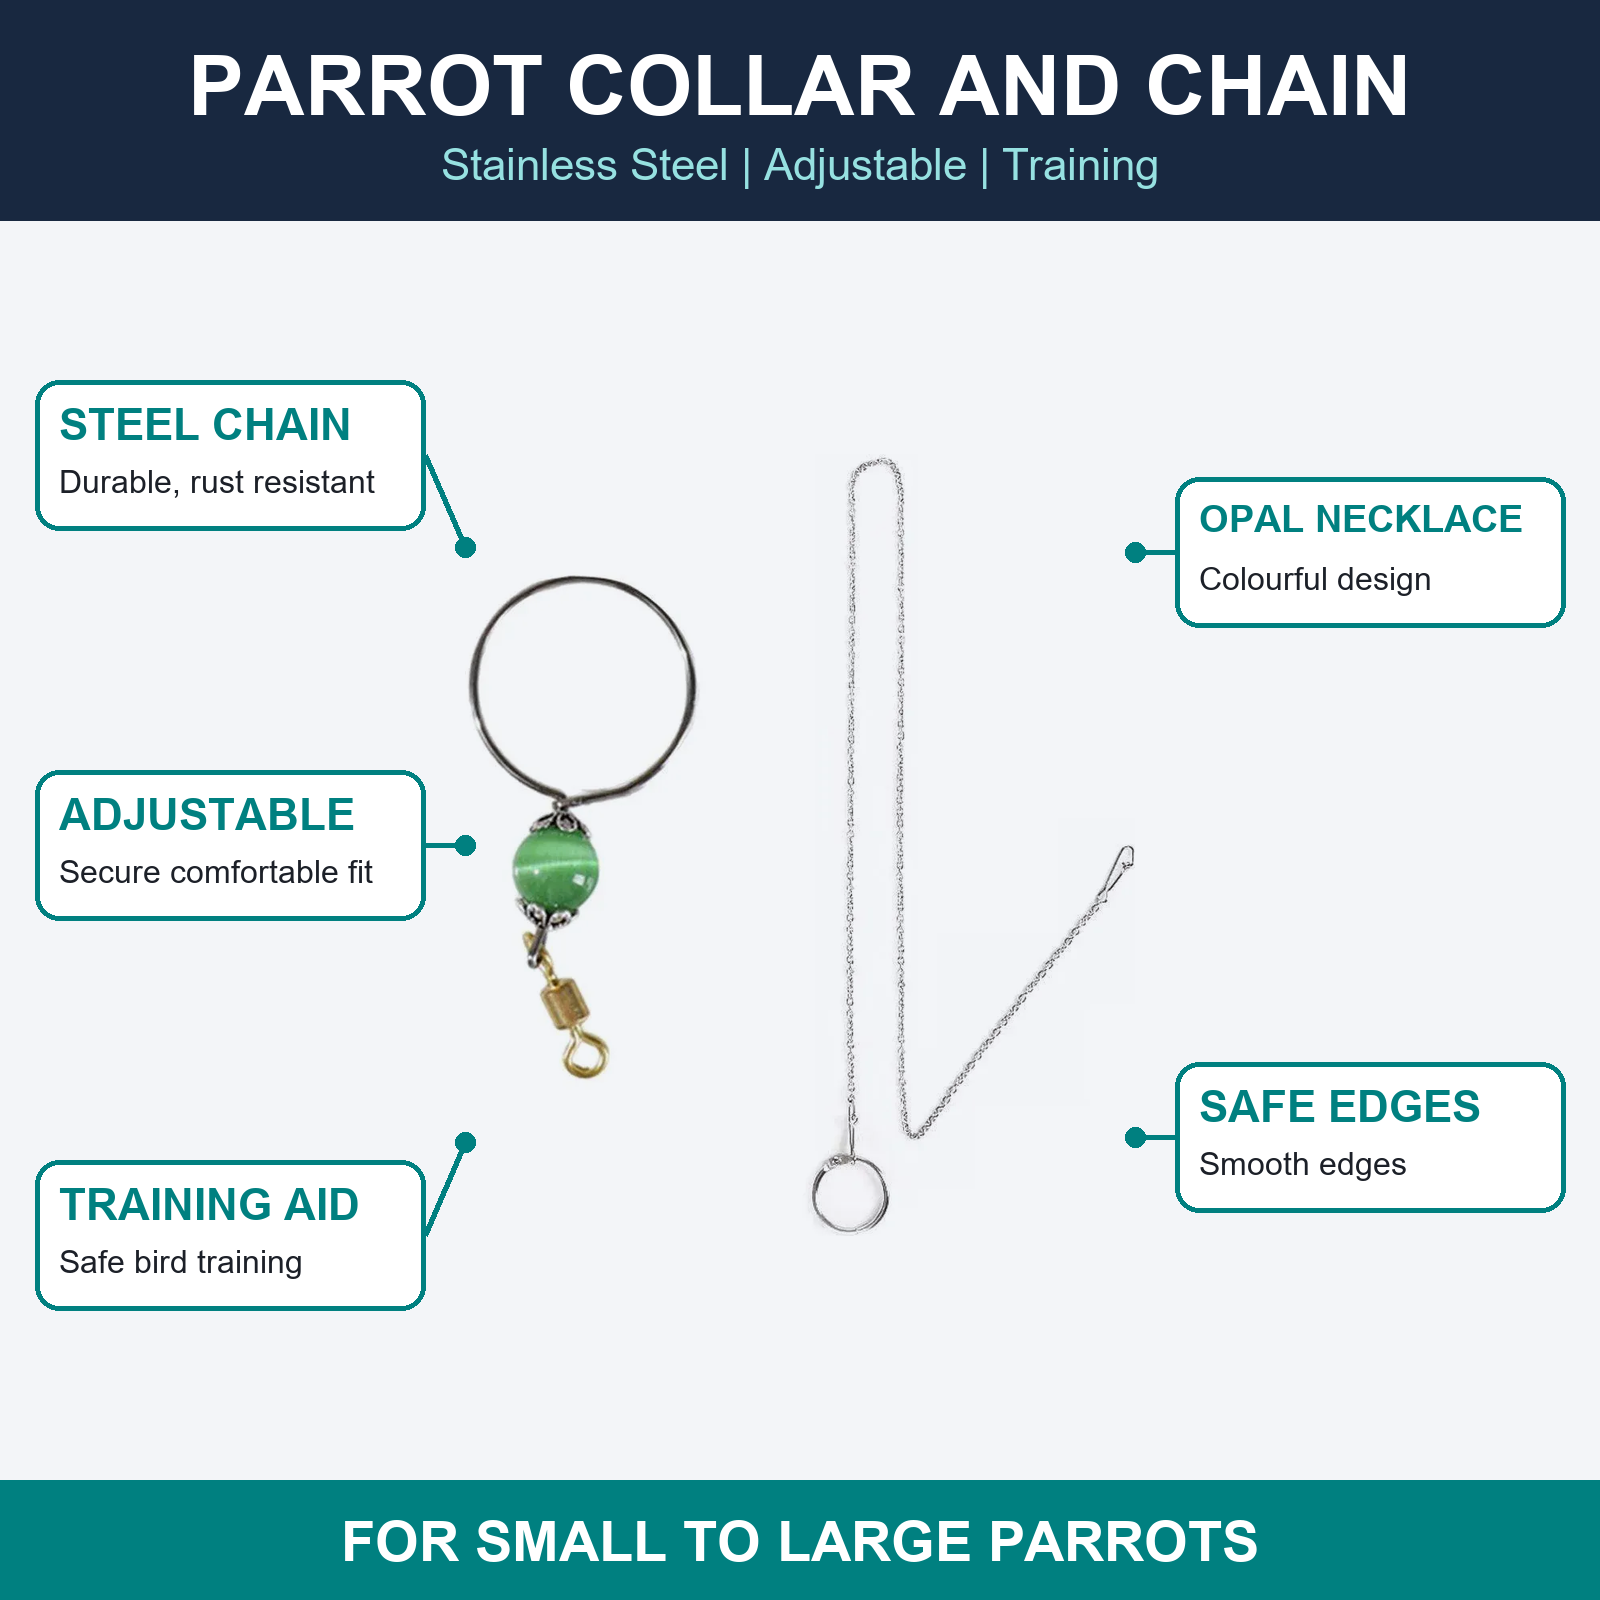 PARROT COLLAR AND CHAIN
Stainless Steel | Adjustable | Training
STEEL CHAIN
Durable, rust resistant
OPAL NECKLACE
Colourful design
ADJUSTABLE
Secure comfortable fit
SAFE EDGES
Smooth edges
TRAINING AID
Safe bird training
FOR SMALL TO LARGE PARROTS